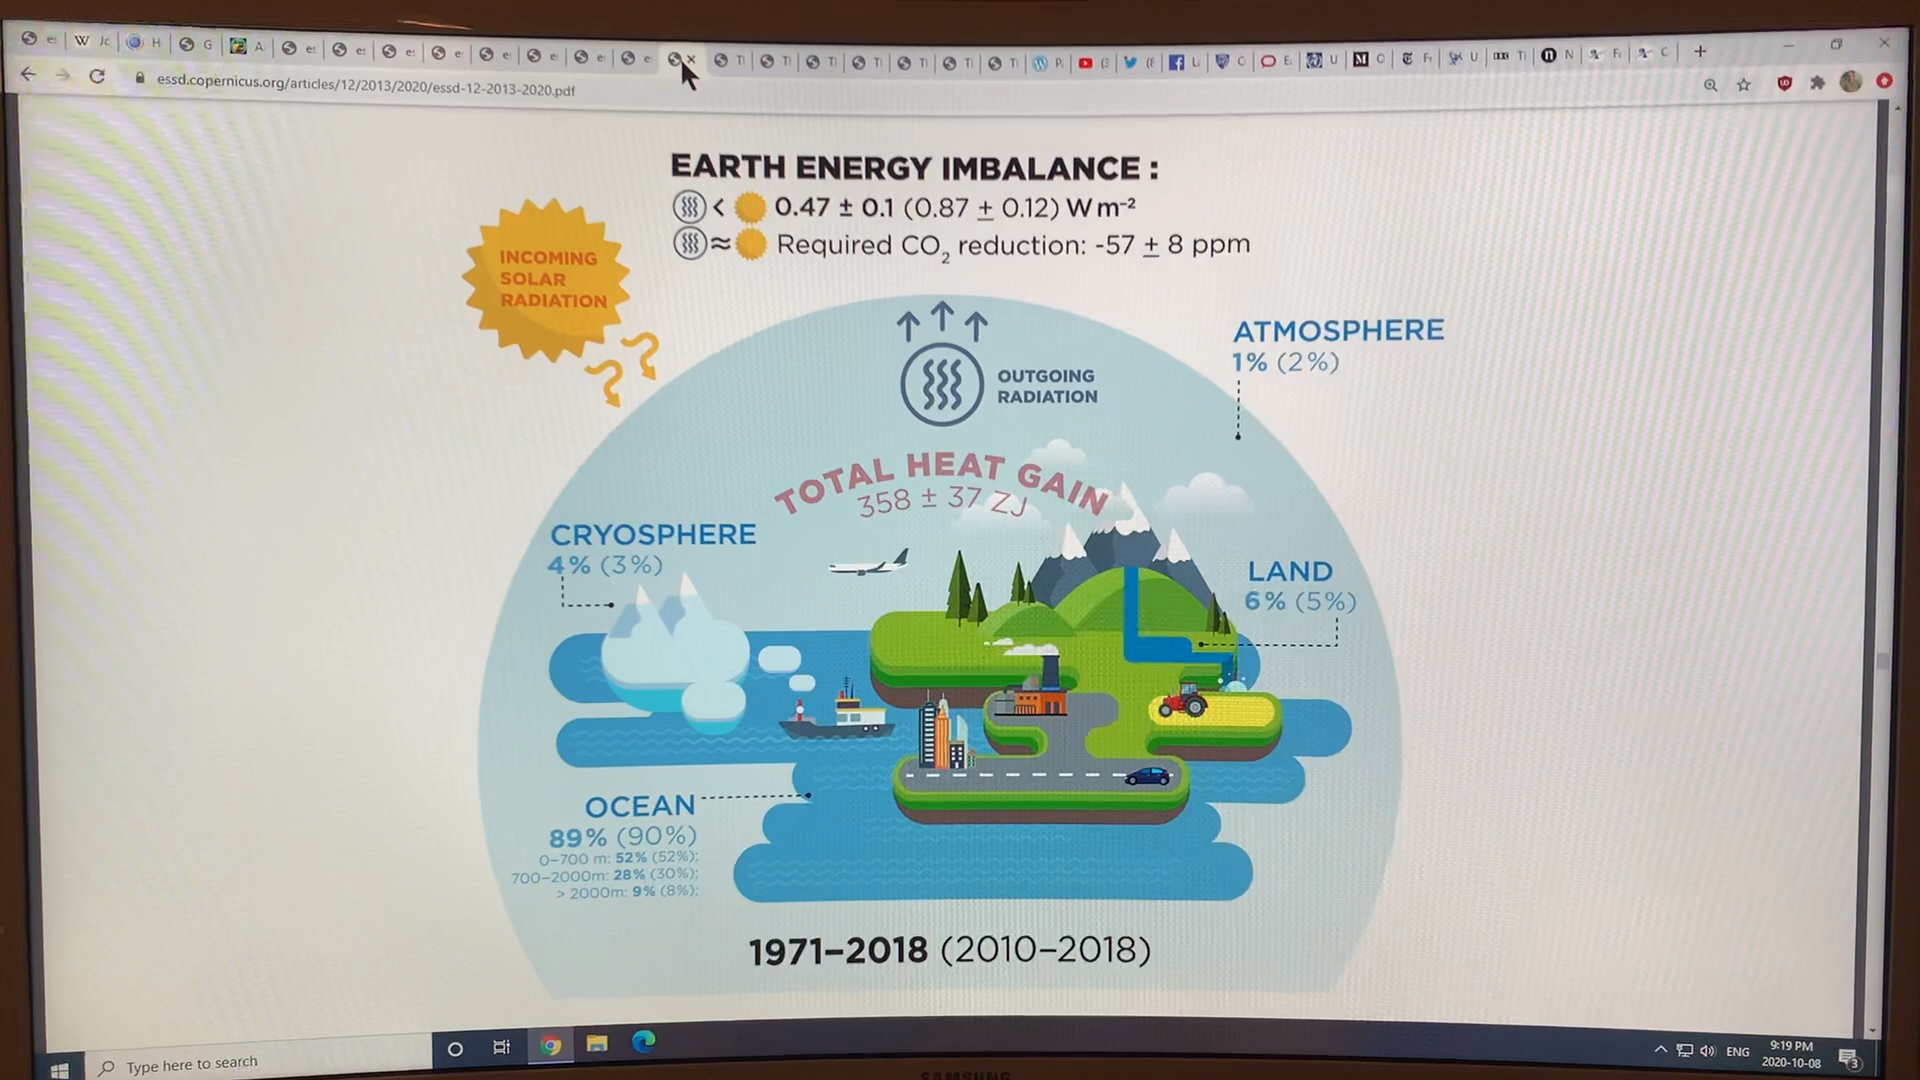 essd.copernicus.org/articles/12/2013/2020/essd-12-2013-2020.pdf
EARTH ENERGY IMBALANCE :
< 0.47 ± 0.1 (0.87 ± 0.12) W m⁻²
≈ Required CO₂ reduction: -57 ± 8 ppm
INCOMING
SOLAR
RADIATION
ATMOSPHERE
1% (2%)
OUTGOING
RADIATION
TOTAL HEAT GAIN
358 ± 37 ZJ
CRYOSPHERE
4% (3%)
LAND
6% (5%)
OCEAN
89% (90%)
0–700 m: 52% (52%);
700–2000m: 28% (30%);
> 2000m: 9% (8%);
1971–2018 (2010–2018)
Type here to search
ENG
9:19 PM
2020-10-08
3
SAMSUNG